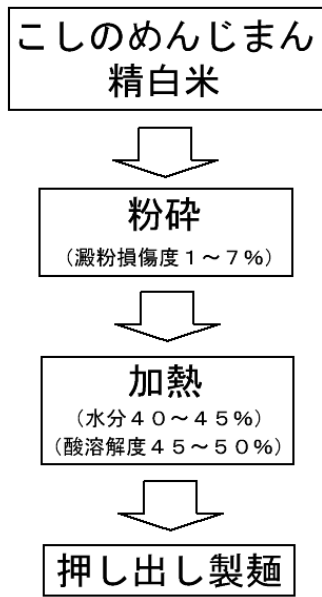 こしのめんじまん
精白米
粉砕
（澱粉損傷度１～７％）
加熱
（水分４０～４５％）
（酸溶解度４５～５０％）
押し出し製麺